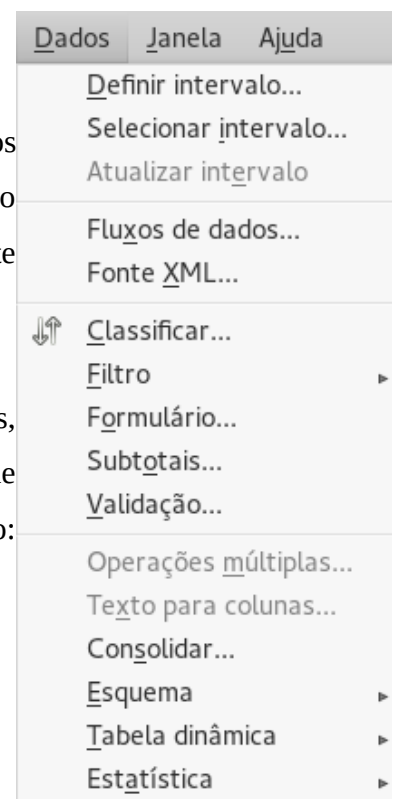 Dados Janela Ajuda
Definir intervalo...
Selecionar intervalo...
Atualizar intervalo
Fluxos de dados...
Fonte XML...
Classificar...
Filtro
Formulário...
Subtotais...
Validação...
Operações múltiplas...
Texto para colunas...
Consolidar...
Esquema
Tabela dinâmica
Estatística